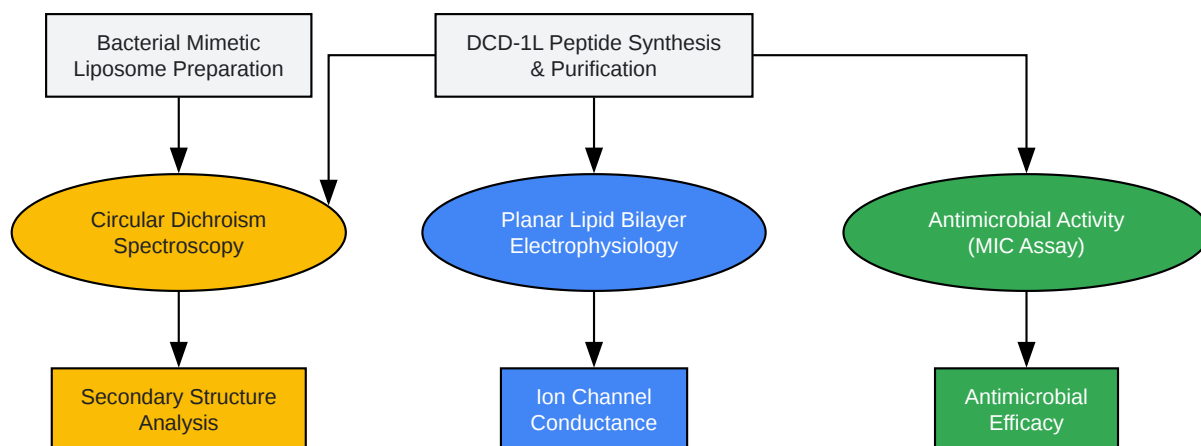 Bacterial Mimetic
Liposome Preparation
DCD-1L Peptide Synthesis
& Purification
Circular Dichroism
Spectroscopy
Planar Lipid Bilayer
Electrophysiology
Antimicrobial Activity
(MIC Assay)
Secondary Structure
Analysis
Ion Channel
Conductance
Antimicrobial
Efficacy